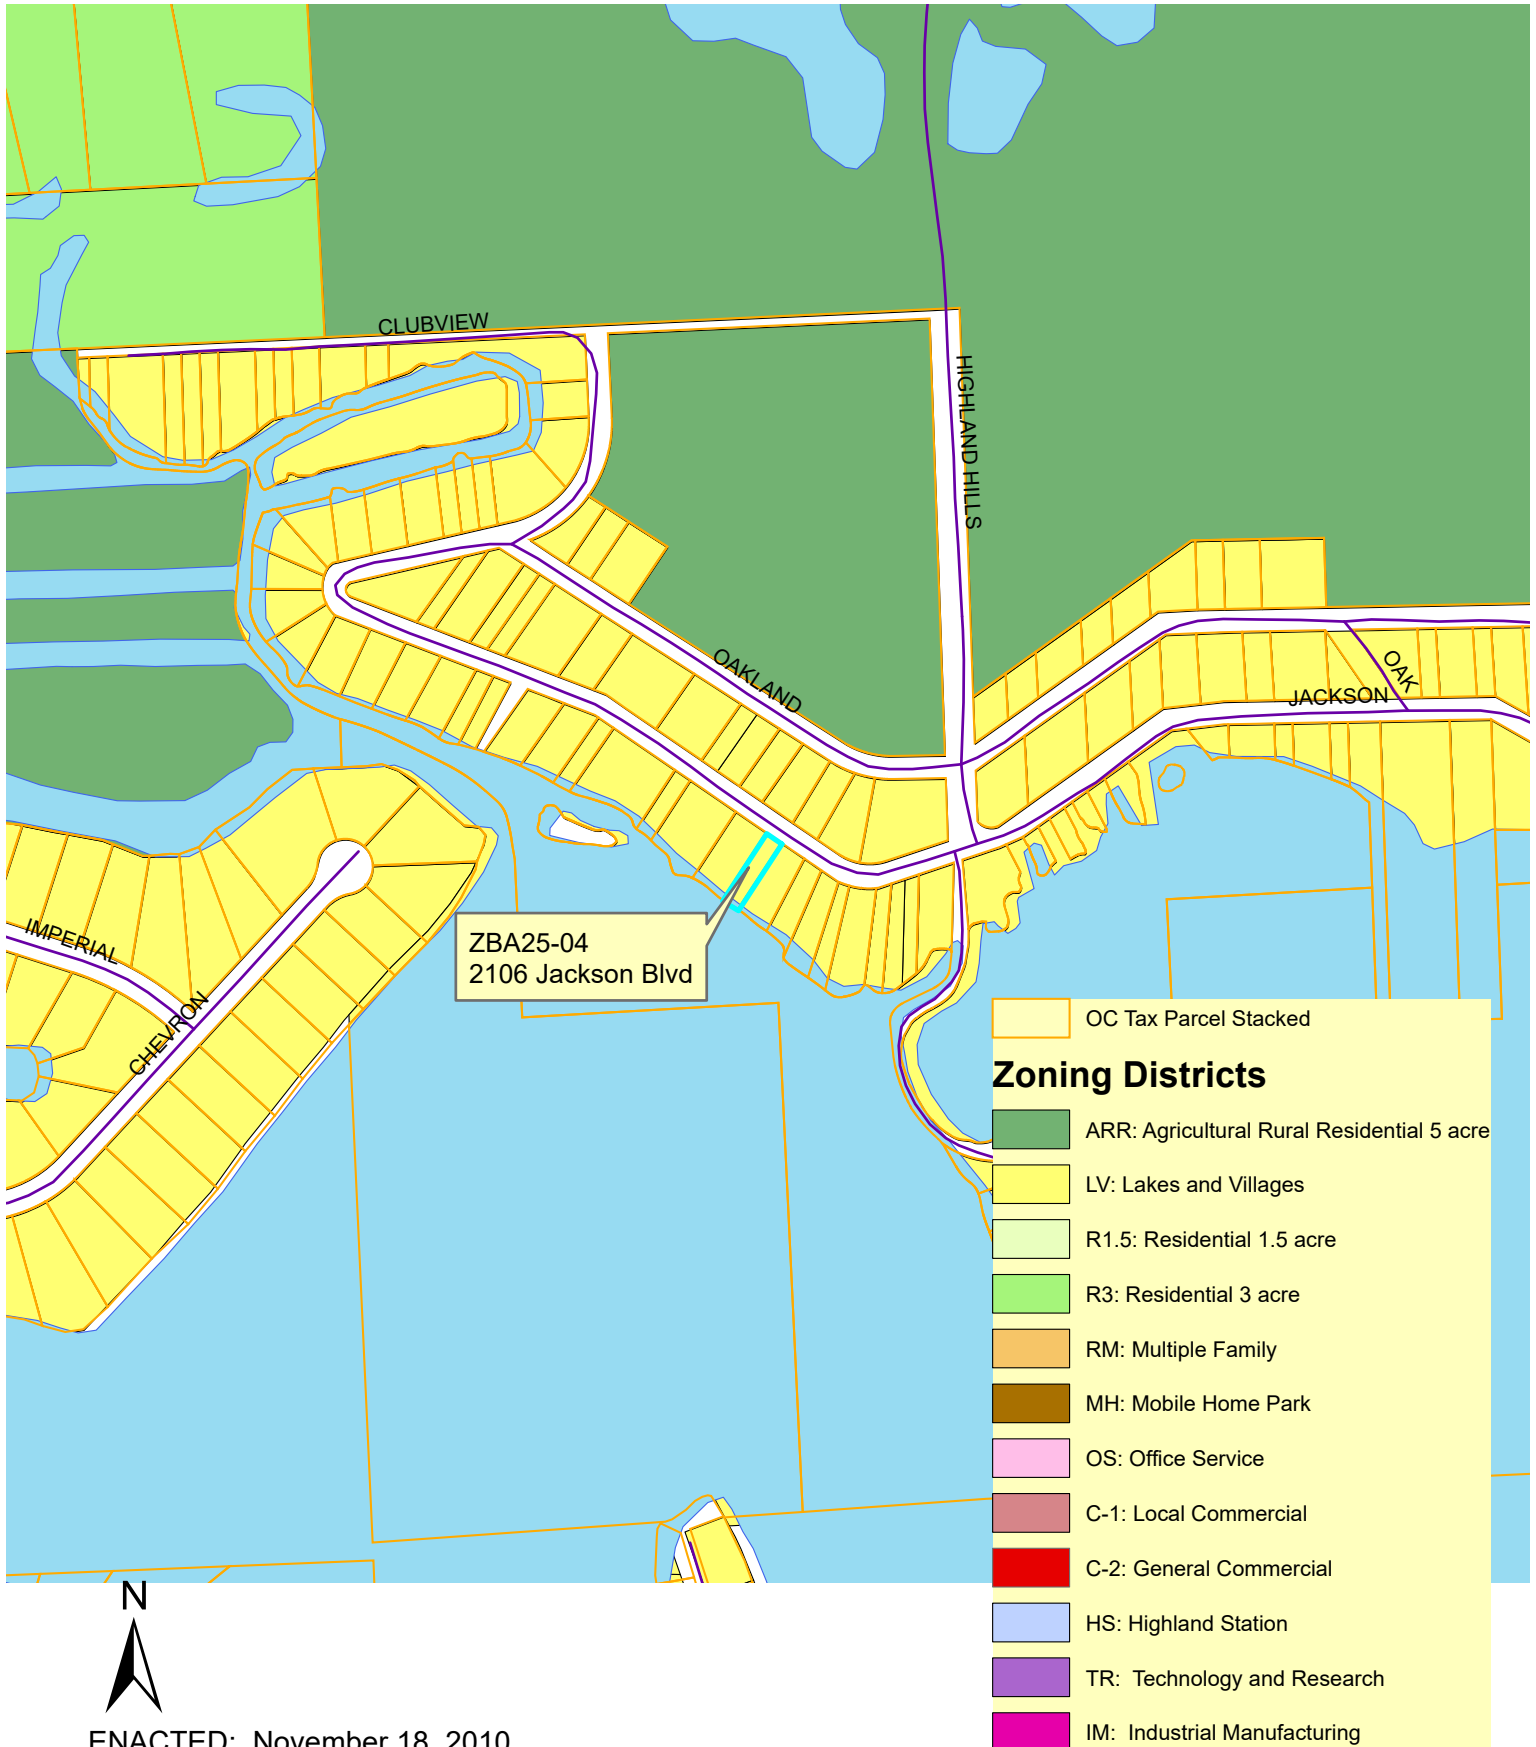 CLUBVIEW
HIGHLAND HILLS
OAKLAND
OAK
JACKSON
ZBA25-04
2106 Jackson Blvd
IMPERIAL
CHEVRON
OC Tax Parcel Stacked
Zoning Districts
ARR: Agricultural Rural Residential 5 acre
LV: Lakes and Villages
R1.5: Residential 1.5 acre
R3: Residential 3 acre
RM: Multiple Family
MH: Mobile Home Park
OS: Office Service
C-1: Local Commercial
C-2: General Commercial
HS: Highland Station
TR: Technology and Research
IM: Industrial Manufacturing
N
ENACTED: November 18, 2010